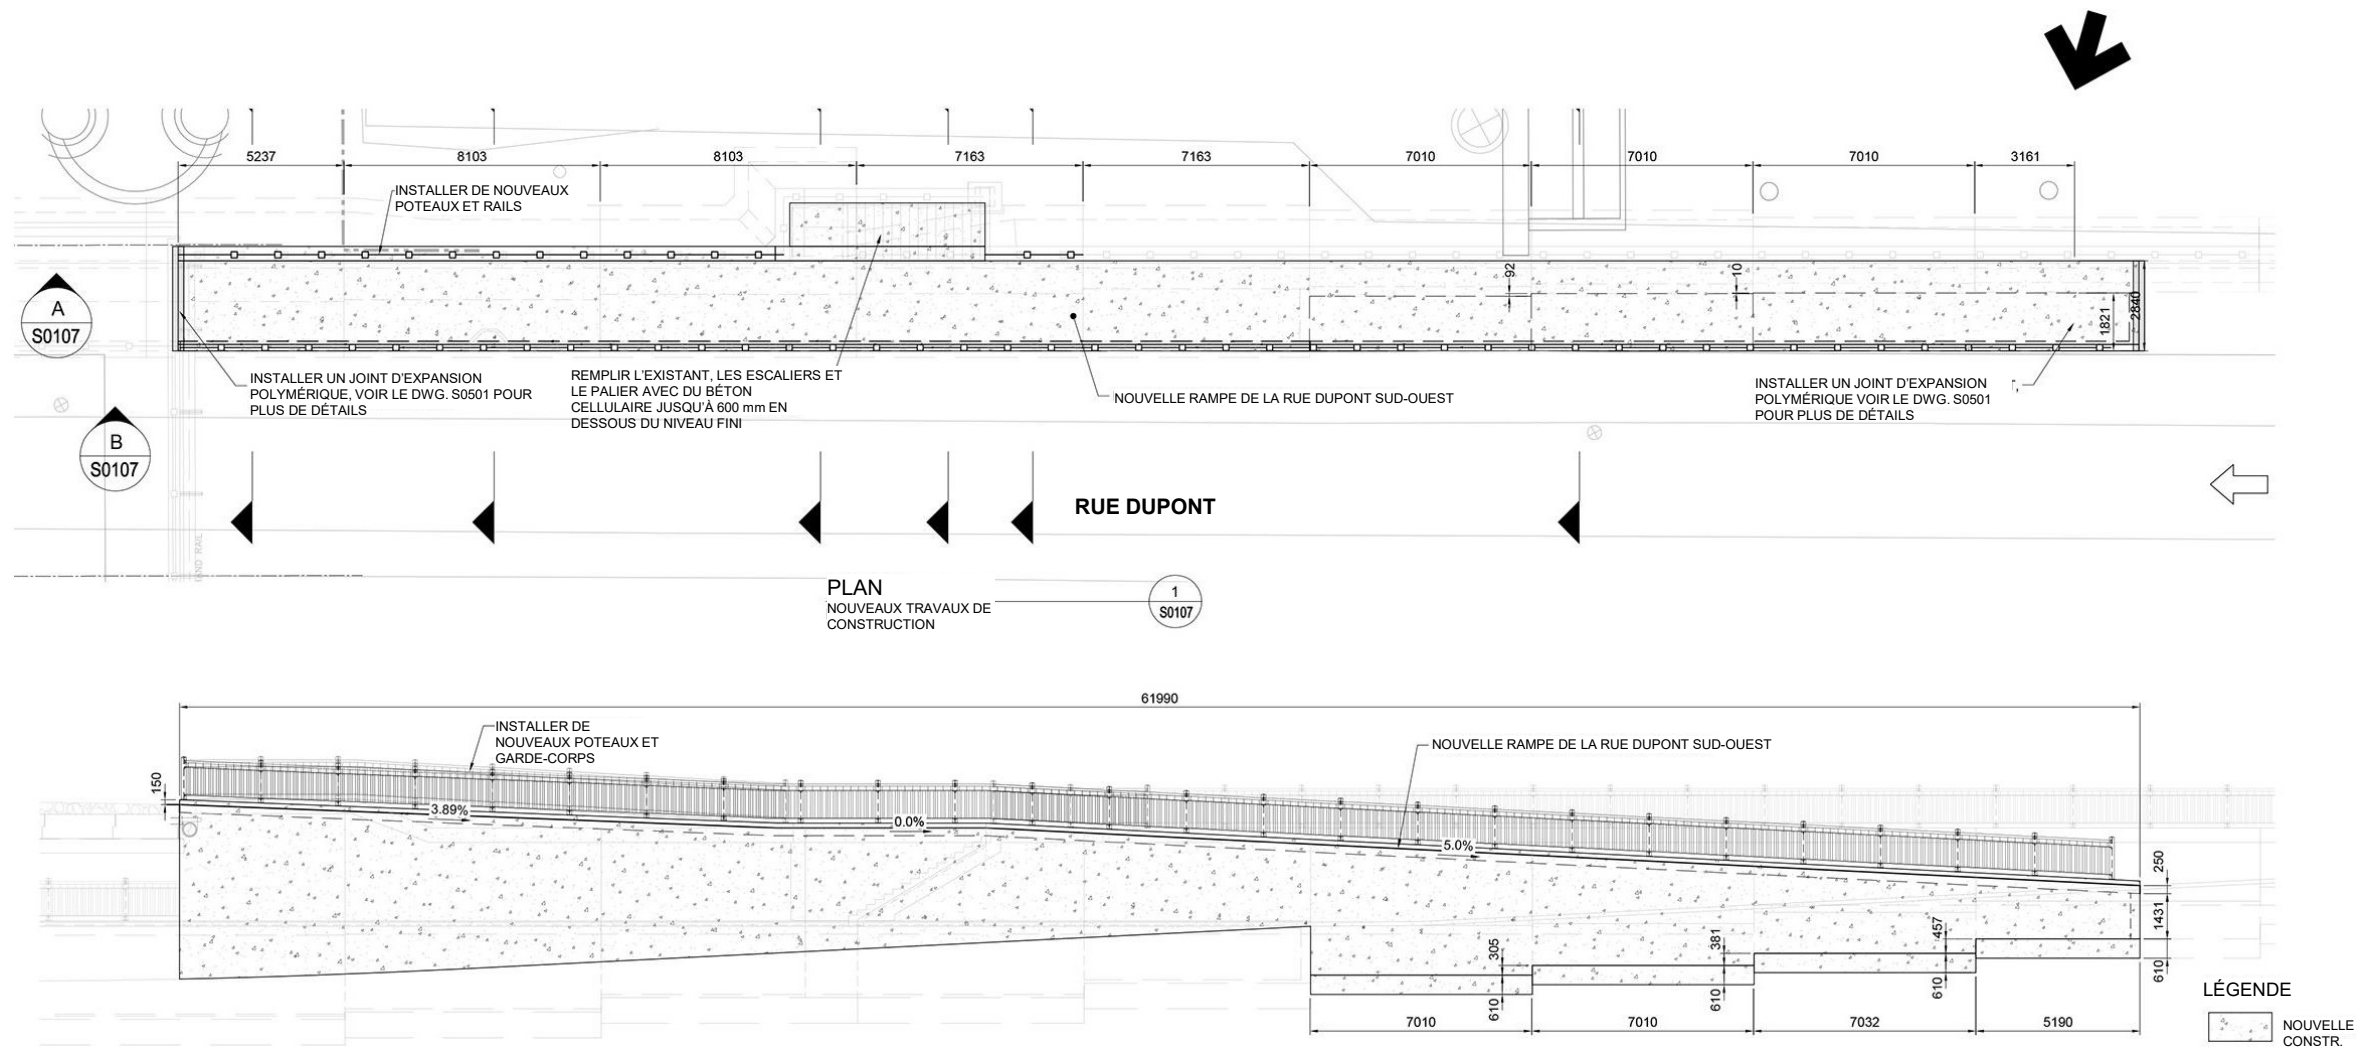 5237
8103
8103
7163
7163
7010
7010
7010
3161
INSTALLER DE NOUVEAUX
POTEAUX ET RAILS
92
10
1821
2840
A
S0107
B
S0107
INSTALLER UN JOINT D'EXPANSION
POLYMÉRIQUE, VOIR LE DWG. S0501 POUR
PLUS DE DÉTAILS
REMPLIR L'EXISTANT, LES ESCALIERS ET
LE PALIER AVEC DU BÉTON
CELLULAIRE JUSQU'À 600 mm EN
DESSOUS DU NIVEAU FINI
NOUVELLE RAMPE DE LA RUE DUPONT SUD-OUEST
INSTALLER UN JOINT D'EXPANSION
POLYMÉRIQUE VOIR LE DWG. S0501
POUR PLUS DE DÉTAILS
RUE DUPONT
RAIL
PLAN
NOUVEAUX TRAVAUX DE
CONSTRUCTION
1
S0107
61990
INSTALLER DE
NOUVEAUX POTEAUX ET
GARDE-CORPS
NOUVELLE RAMPE DE LA RUE DUPONT SUD-OUEST
150
3.89%
0.0%
5.0%
250
1431
610
305
610
381
610
457
610
7010
7010
7032
5190
LÉGENDE
NOUVELLE
CONSTR.